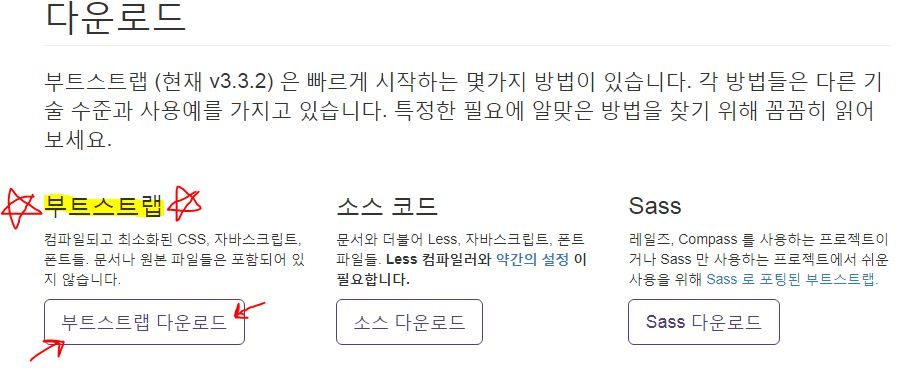 다운로드
부트스트랩 (현재 v3.3.2) 은 빠르게 시작하는 몇가지 방법이 있습니다. 각 방법들은 다른 기
술 수준과 사용예를 가지고 있습니다. 특정한 필요에 알맞은 방법을 찾기 위해 꼼꼼히 읽어
보세요.
부트스트랩
컴파일되고 최소화된 CSS, 자바스크립트,
폰트들. 문서나 원본 파일들은 포함되어 있
지 않습니다.
부트스트랩 다운로드
소스 코드
문서와 더불어 Less, 자바스크립트, 폰트
파일들. Less 컴파일러와 약간의 설정 이
필요합니다.
소스 다운로드
Sass
레일즈, Compass 를 사용하는 프로젝트이
거나 Sass 만 사용하는 프로젝트에서 쉬운
사용을 위해 Sass 로 포팅된 부트스트랩.
Sass 다운로드